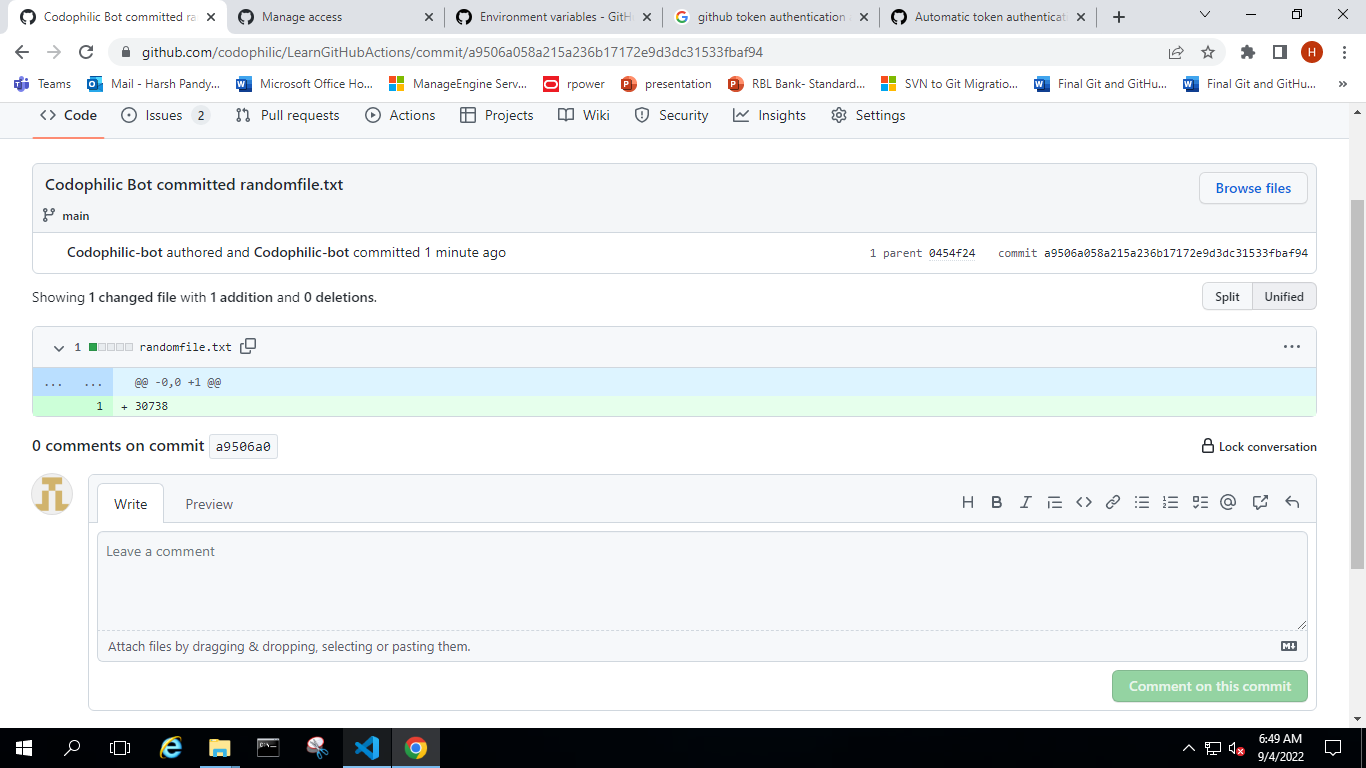 Codophilic Bot committed ra
Manage access
Environment variables - GitH
github token authentication
Automatic token authenticati
github.com/codophilic/LearnGitHubActions/commit/a9506a058a215a236b17172e9d3dc31533fbaf94
H
Teams
Mail - Harsh Pandy...
Microsoft Office Ho...
ManageEngine Serv...
rpower
presentation
RBL Bank- Standard...
SVN to Git Migratio...
Final Git and GitHu...
Final Git and GitHu...
»
Code
Issues 2
Pull requests
Actions
Projects
Wiki
Security
Insights
Settings
Codophilic Bot committed randomfile.txt
Browse files
main
Codophilic-bot authored and Codophilic-bot committed 1 minute ago
1 parent 0454f24 commit a9506a058a215a236b17172e9d3dc31533fbaf94
Showing 1 changed file with 1 addition and 0 deletions.
Split Unified
1 randomfile.txt
... ... @@ -0,0 +1 @@
1 + 30738
0 comments on commit a9506a0
Lock conversation
Write Preview
Leave a comment
Attach files by dragging & dropping, selecting or pasting them.
Comment on this commit
6:49 AM
9/4/2022